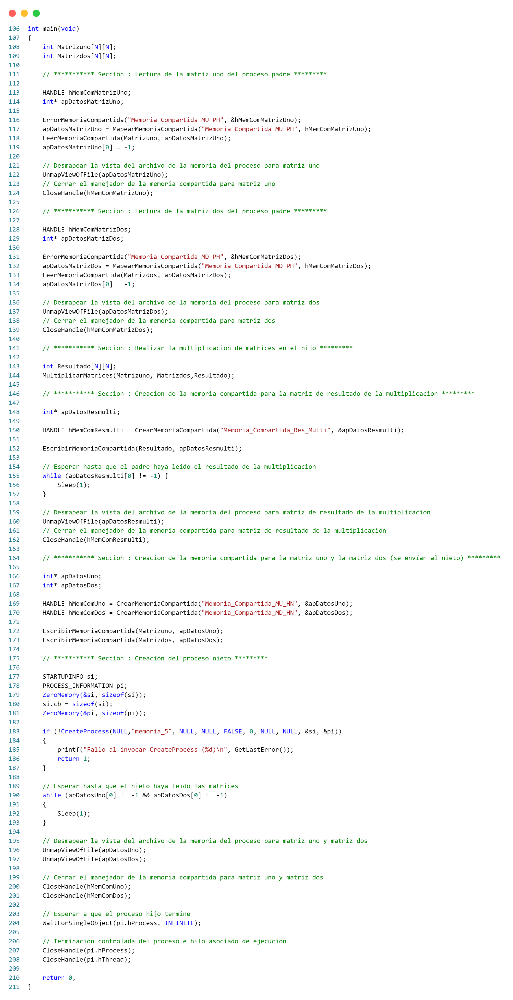 106 int main(void)
107 {
108     int Matrizuno[N][N];
109     int Matrizdos[N][N];
110
111     // *********** Seccion : Lectura de la matriz uno del proceso padre *********
112
113     HANDLE hMemComMatrizUno;
114     int* apDatosMatrizUno;
115
116     ErrorMemoriaCompartida("Memoria_Compartida_MU_PH", &hMemComMatrizUno);
117     apDatosMatrizUno = MapearMemoriaCompartida("Memoria_Compartida_MU_PH", hMemComMatrizUno);
118     LeerMemoriaCompartida(Matrizuno, apDatosMatrizUno);
119     apDatosMatrizUno[0] = -1;
120
121     // Desmapear la vista del archivo de la memoria del proceso para matriz uno
122     UnmapViewOfFile(apDatosMatrizUno);
123     // Cerrar el manejador de la memoria compartida para matriz uno
124     CloseHandle(hMemComMatrizUno);
125
126     // *********** Seccion : Lectura de la matriz dos del proceso padre *********
127
128     HANDLE hMemComMatrizDos;
129     int* apDatosMatrizDos;
130
131     ErrorMemoriaCompartida("Memoria_Compartida_MD_PH", &hMemComMatrizDos);
132     apDatosMatrizDos = MapearMemoriaCompartida("Memoria_Compartida_MD_PH", hMemComMatrizDos);
133     LeerMemoriaCompartida(Matrizdos, apDatosMatrizDos);
134     apDatosMatrizDos[0] = -1;
135
136     // Desmapear la vista del archivo de la memoria del proceso para matriz dos
137     UnmapViewOfFile(apDatosMatrizDos);
138     // Cerrar el manejador de la memoria compartida para matriz dos
139     CloseHandle(hMemComMatrizDos);
140
141     // *********** Seccion : Realizar la multiplicacion de matrices en el hijo *********
142
143     int Resultado[N][N];
144     MultiplicarMatrices(Matrizuno, Matrizdos,Resultado);
145
146     // *********** Seccion : Creacion de la memoria compartida para la matriz de resultado de la multiplicacion *********
147
148     int* apDatosResmulti;
149
150     HANDLE hMemComResmulti = CrearMemoriaCompartida("Memoria_Compartida_Res_Multi", &apDatosResmulti);
151
152     EscribirMemoriaCompartida(Resultado, apDatosResmulti);
153
154     // Esperar hasta que el padre haya leído el resultado de la multiplicacion
155     while (apDatosResmulti[0] != -1) {
156         Sleep(1);
157     }
158
159     // Desmapear la vista del archivo de la memoria del proceso para matriz de resultado de la multiplicacion
160     UnmapViewOfFile(apDatosResmulti);
161     // Cerrar el manejador de la memoria compartida para matriz de resultado de la multiplicacion
162     CloseHandle(hMemComResmulti);
163
164     // *********** Seccion : Creacion de la memoria compartida para la matriz uno y la matriz dos (se envían al nieto) *********
165
166     int* apDatosUno;
167     int* apDatosDos;
168
169     HANDLE hMemComUno = CrearMemoriaCompartida("Memoria_Compartida_MU_HN", &apDatosUno);
170     HANDLE hMemComDos = CrearMemoriaCompartida("Memoria_Compartida_MD_HN", &apDatosDos);
171
172     EscribirMemoriaCompartida(Matrizuno, apDatosUno);
173     EscribirMemoriaCompartida(Matrizdos, apDatosDos);
174
175     // *********** Seccion : Creación del proceso nieto *********
176
177     STARTUPINFO si;
178     PROCESS_INFORMATION pi;
179     ZeroMemory(&si, sizeof(si));
180     si.cb = sizeof(si);
181     ZeroMemory(&pi, sizeof(pi));
182
183     if (!CreateProcess(NULL,"memoria_5", NULL, NULL, FALSE, 0, NULL, NULL, &si, &pi))
184     {
185         printf("Fallo al invocar CreateProcess (%d)\n", GetLastError());
186         return 1;
187     }
188
189     // Esperar hasta que el nieto haya leído las matrices
190     while (apDatosUno[0] != -1 && apDatosDos[0] != -1)
191     {
192         Sleep(1);
193     }
194
195     // Desmapear la vista del archivo de la memoria del proceso para matriz uno y matriz dos
196     UnmapViewOfFile(apDatosUno);
197     UnmapViewOfFile(apDatosDos);
198
199     // Cerrar el manejador de la memoria compartida para matriz uno y matriz dos
200     CloseHandle(hMemComUno);
201     CloseHandle(hMemComDos);
202
203     // Esperar a que el proceso hijo termine
204     WaitForSingleObject(pi.hProcess, INFINITE);
205
206     // Terminación controlada del proceso e hilo asociado de ejecución
207     CloseHandle(pi.hProcess);
208     CloseHandle(pi.hThread);
209
210     return 0;
211 }